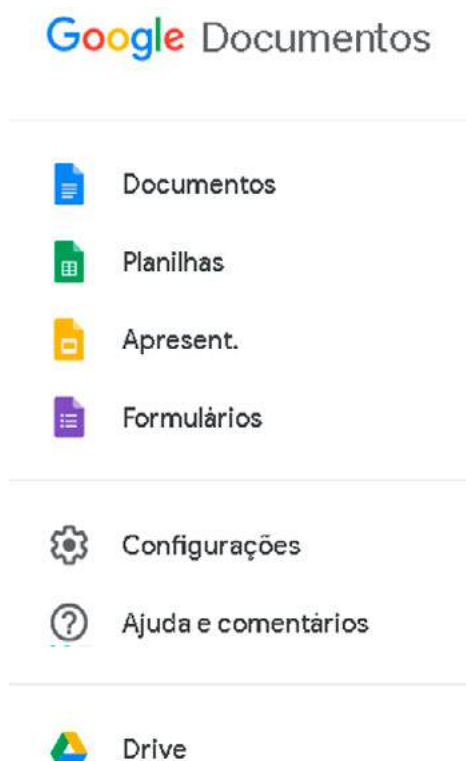 Google Documentos
Documentos
Planilhas
Apresent.
Formulários
Configurações
Ajuda e comentários
Drive